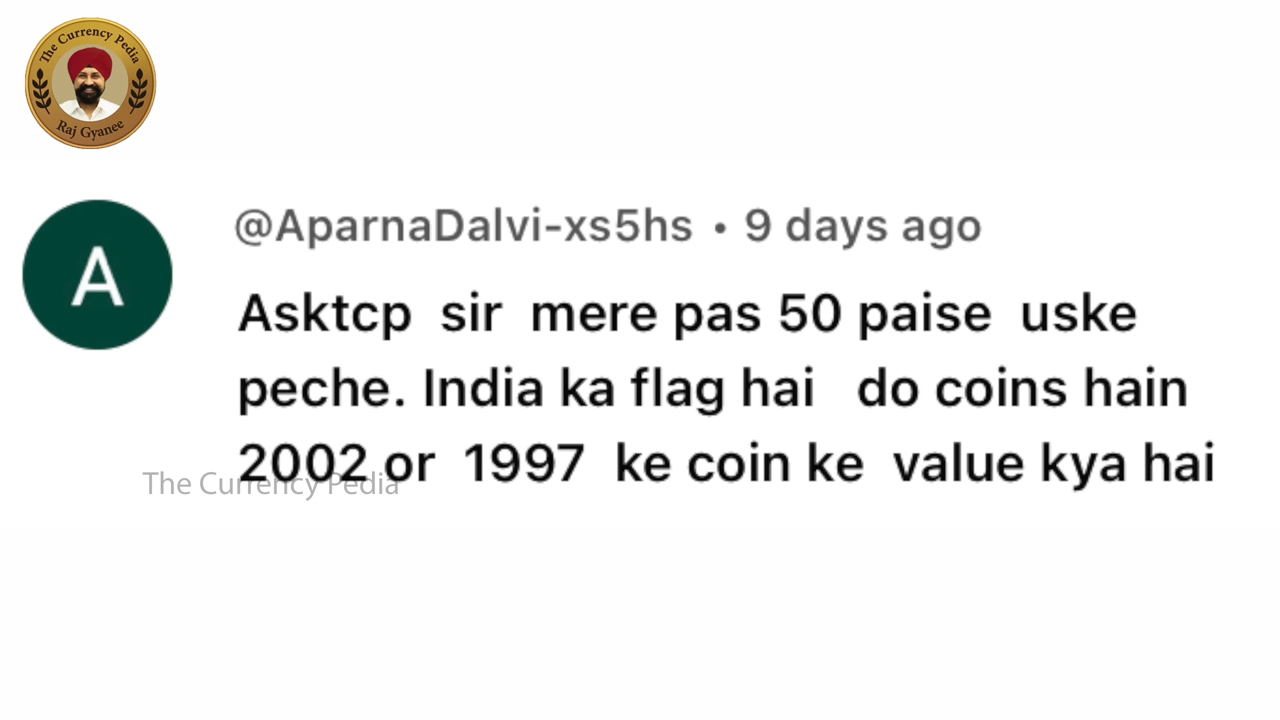 The Currency Pedia
Raj Gyanee
A
@AparnaDalvi-xs5hs • 9 days ago
Asktcp sir mere pas 50 paise uske
peche. India ka flag hai do coins hain
2002 or 1997 ke coin ke value kya hai
The Currency Pedia